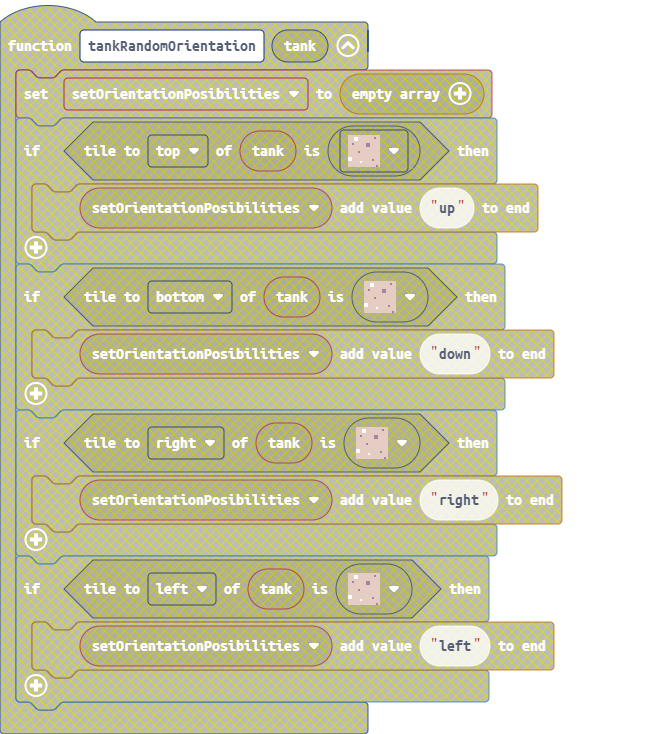 function tankRandomOrientation tank
set setOrientationPosibilities to empty array
if tile to top of tank is then
setOrientationPosibilities add value "up" to end
if tile to bottom of tank is then
setOrientationPosibilities add value "down" to end
if tile to right of tank is then
setOrientationPosibilities add value "right" to end
if tile to left of tank is then
setOrientationPosibilities add value "left" to end